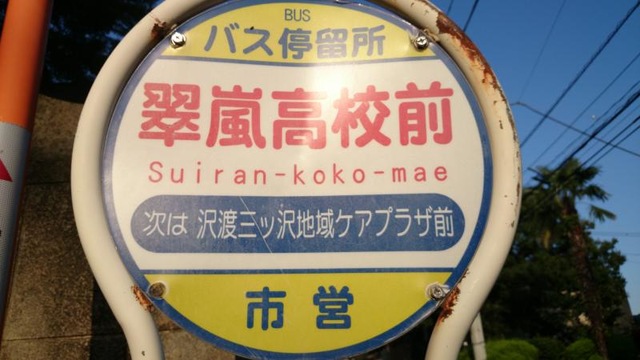 BUS
バス停留所
翠嵐高校前
Suiran-koko-mae
次は 沢渡三ッ沢地域ケアプラザ前
市営